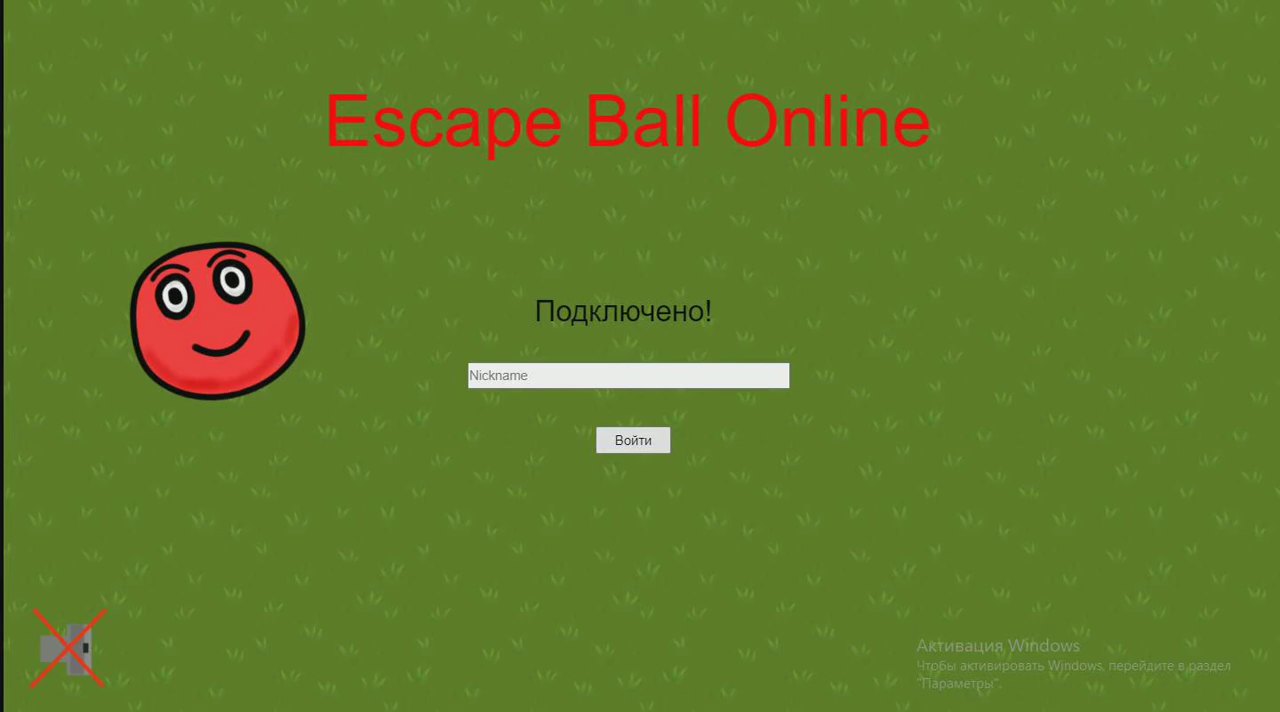 Escape Ball Online
Подключено!
Nickname
Войти
Активация Windows
Чтобы активировать Windows, перейдите в раздел
"Параметры".